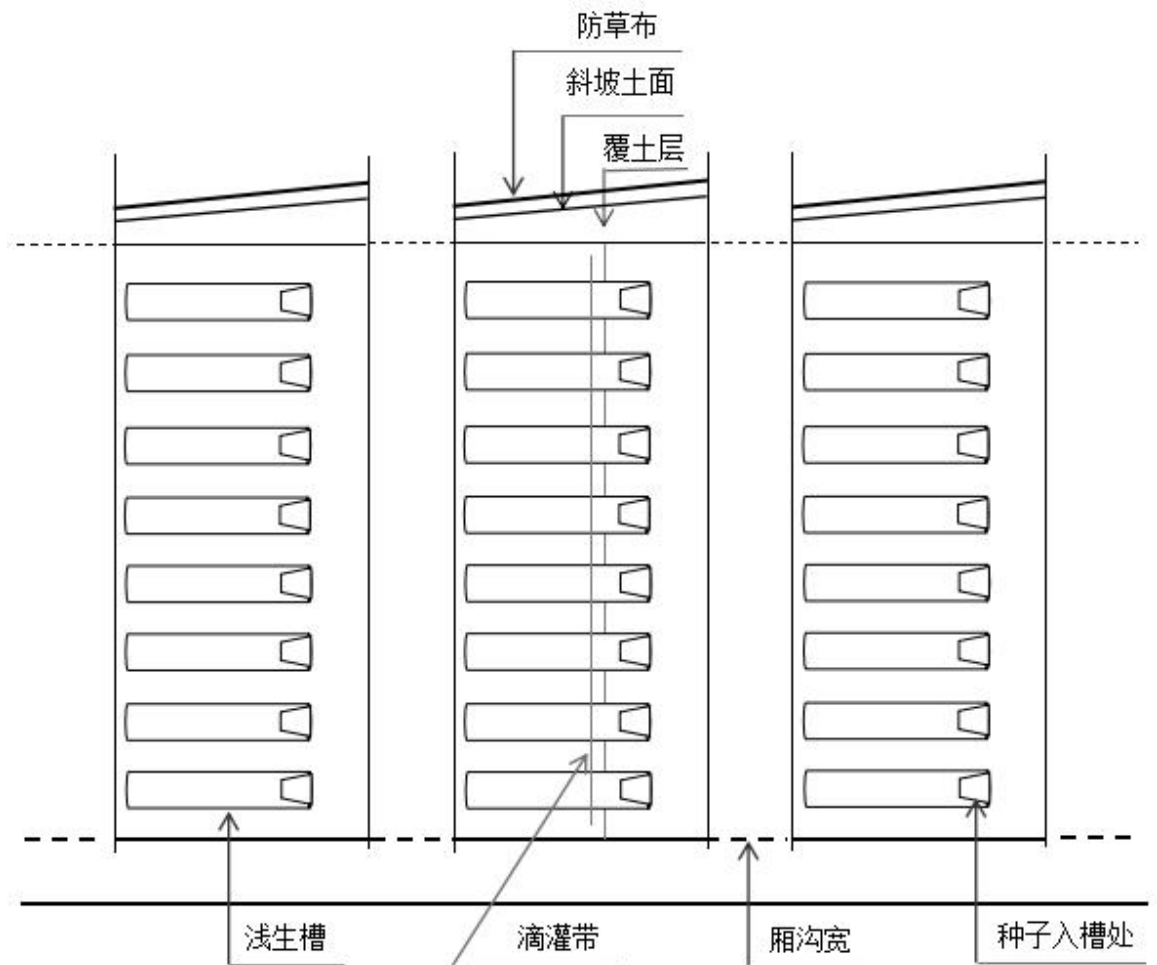 防草布
斜坡土面
覆土层
浅生槽
滴灌带
厢沟宽
种子入槽处